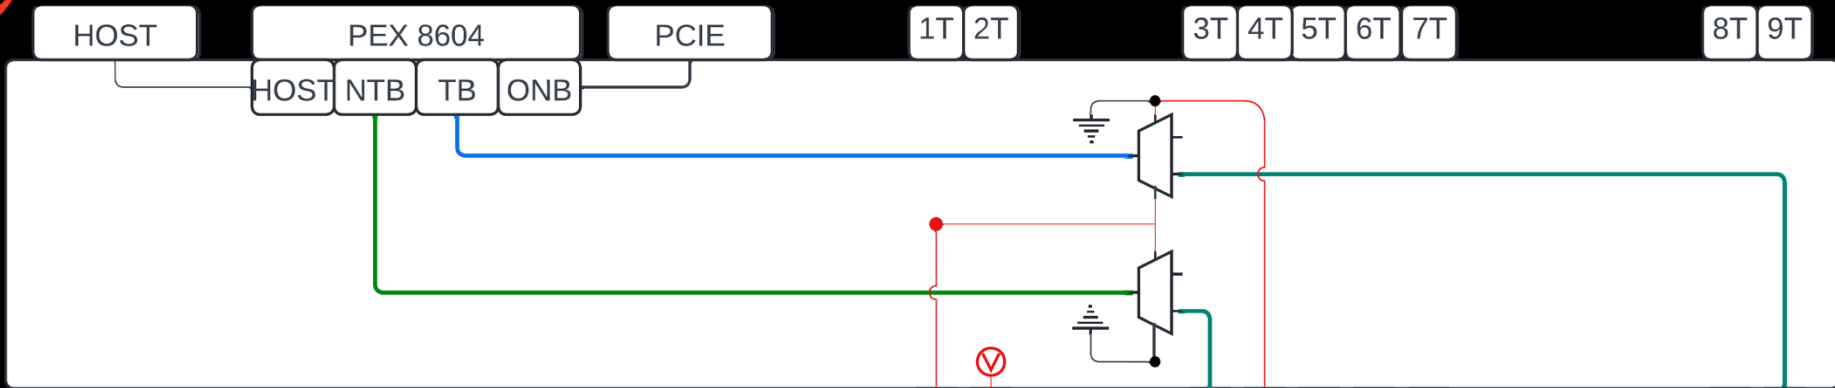 HOST PEX 8604 PCIE 1T 2T 3T 4T 5T 6T 7T 8T 9T
HOST NTB TB ONB
V